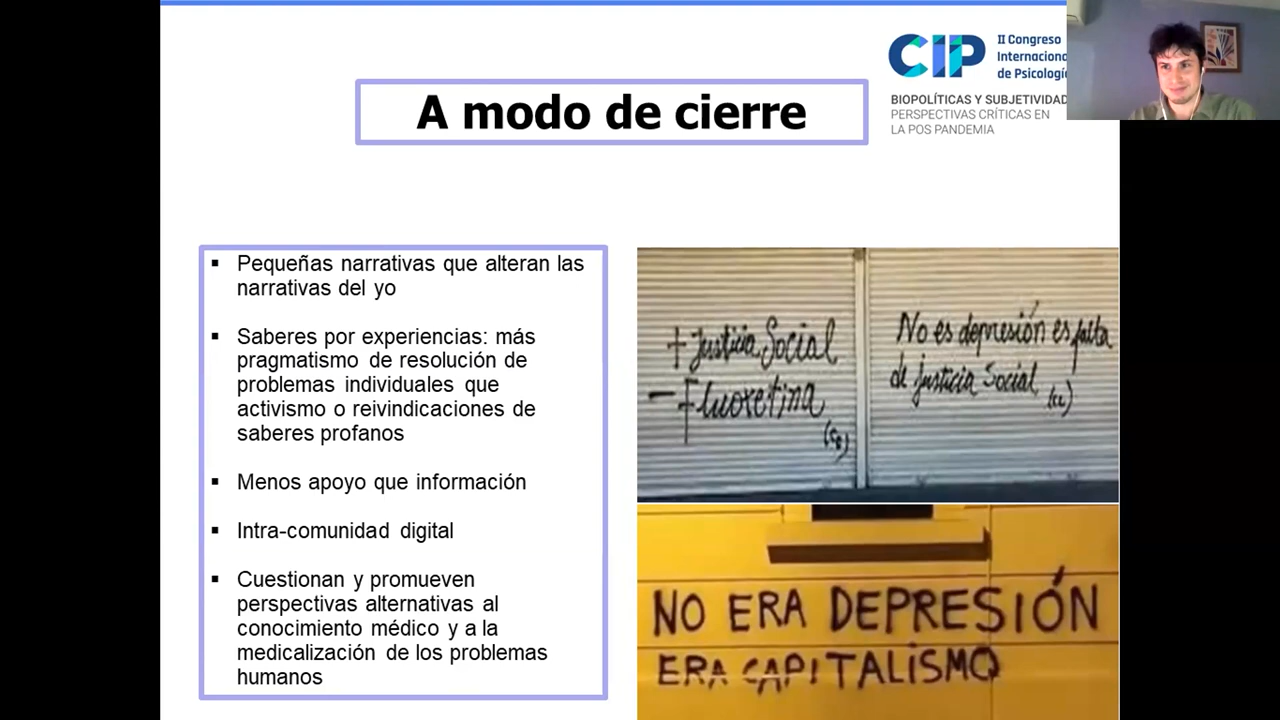 CIP
II Congreso
Internaciona
de Psicologí
BIOPOLÍTICAS Y SUBJETIVIDAD
PERSPECTIVAS CRÍTICAS EN
LA POS PANDEMIA
A modo de cierre
▪ Pequeñas narrativas que alteran las
narrativas del yo
▪ Saberes por experiencias: más
pragmatismo de resolución de
problemas individuales que
activismo o reivindicaciones de
saberes profanos
▪ Menos apoyo que información
▪ Intra-comunidad digital
▪ Cuestionan y promueven
perspectivas alternativas al
conocimiento médico y a la
medicalización de los problemas
humanos
+ Justicia Social
- Fluoxetina
No es depresión es falta
de justicia Social
NO ERA DEPRESIÓN
ERA CAPITALISMO